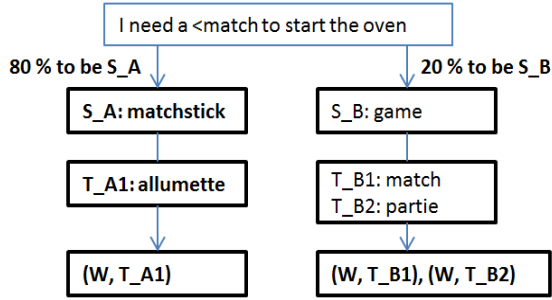 I need a <match to start the oven
80 % to be S_A
20 % to be S_B
S_A: matchstick
S_B: game
T_A1: allumette
T_B1: match
T_B2: partie
(W, T_A1)
(W, T_B1), (W, T_B2)